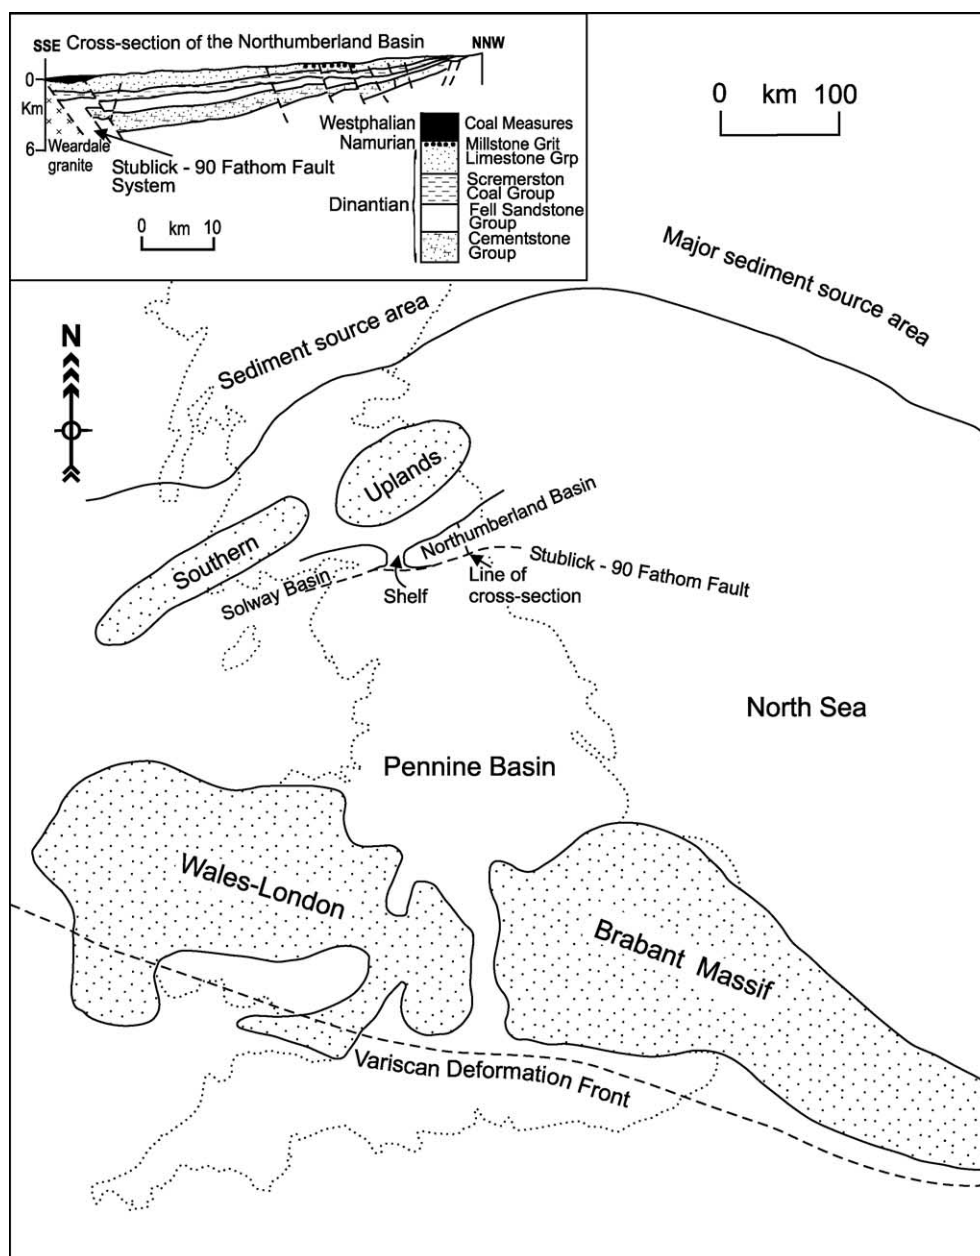 SSE Cross-section of the Northumberland Basin NNW
0
Km
6
Weardale
granite
Stublick - 90 Fathom Fault
System
0 km 10
Westphalian
Namurian
Dinantian
Coal Measures
Millstone Grit
Limestone Grp
Scremerston
Coal Group
Fell Sandstone
Group
Cementstone
Group
0 km 100
Major sediment source area
Sediment source area
N
Uplands
Southern
Northumberland Basin
Solway Basin
Shelf
Line of
cross-section
Stublick - 90 Fathom Fault
North Sea
Pennine Basin
Wales-London
Brabant Massif
Variscan Deformation Front